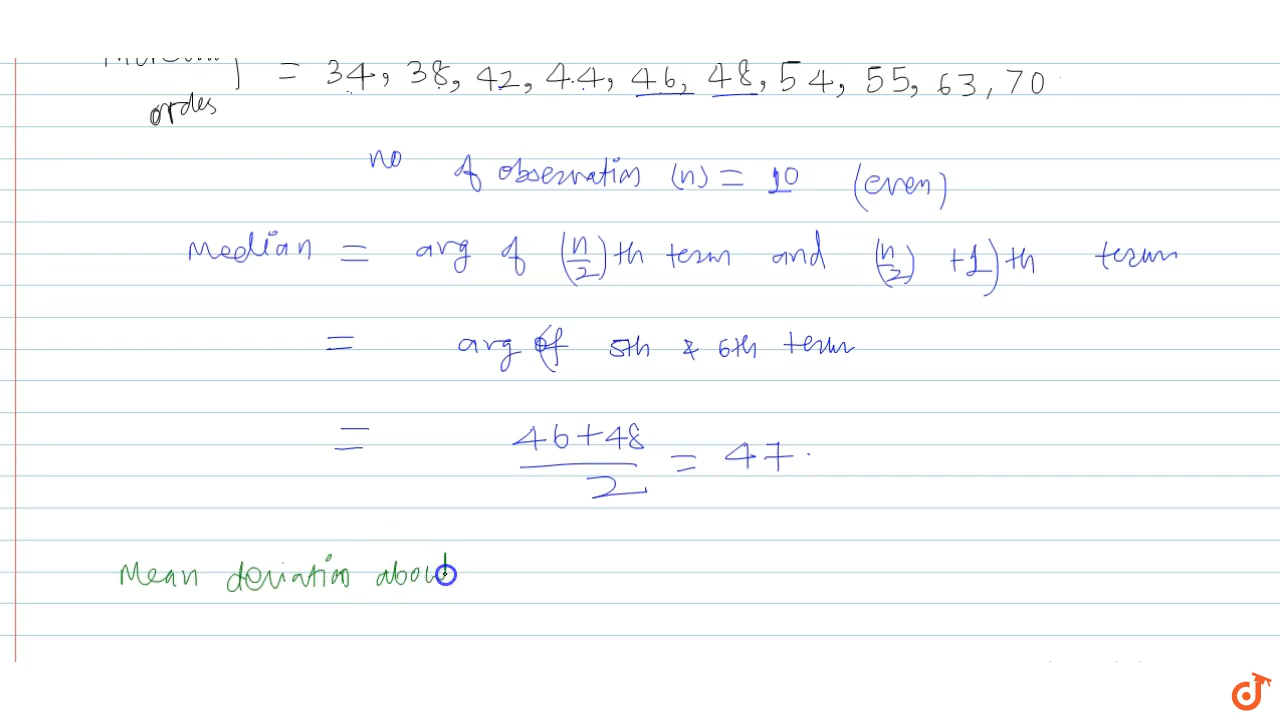 = 34, 38, 42, 44, 46, 48, 54, 55, 63, 70
order
no of observation (n) = 10 (even)
Median = avg of (n/2)th term and (n/2) +1)th term
= avg of 5th & 6th term
= 46+48/2 = 47.
Mean deviation about